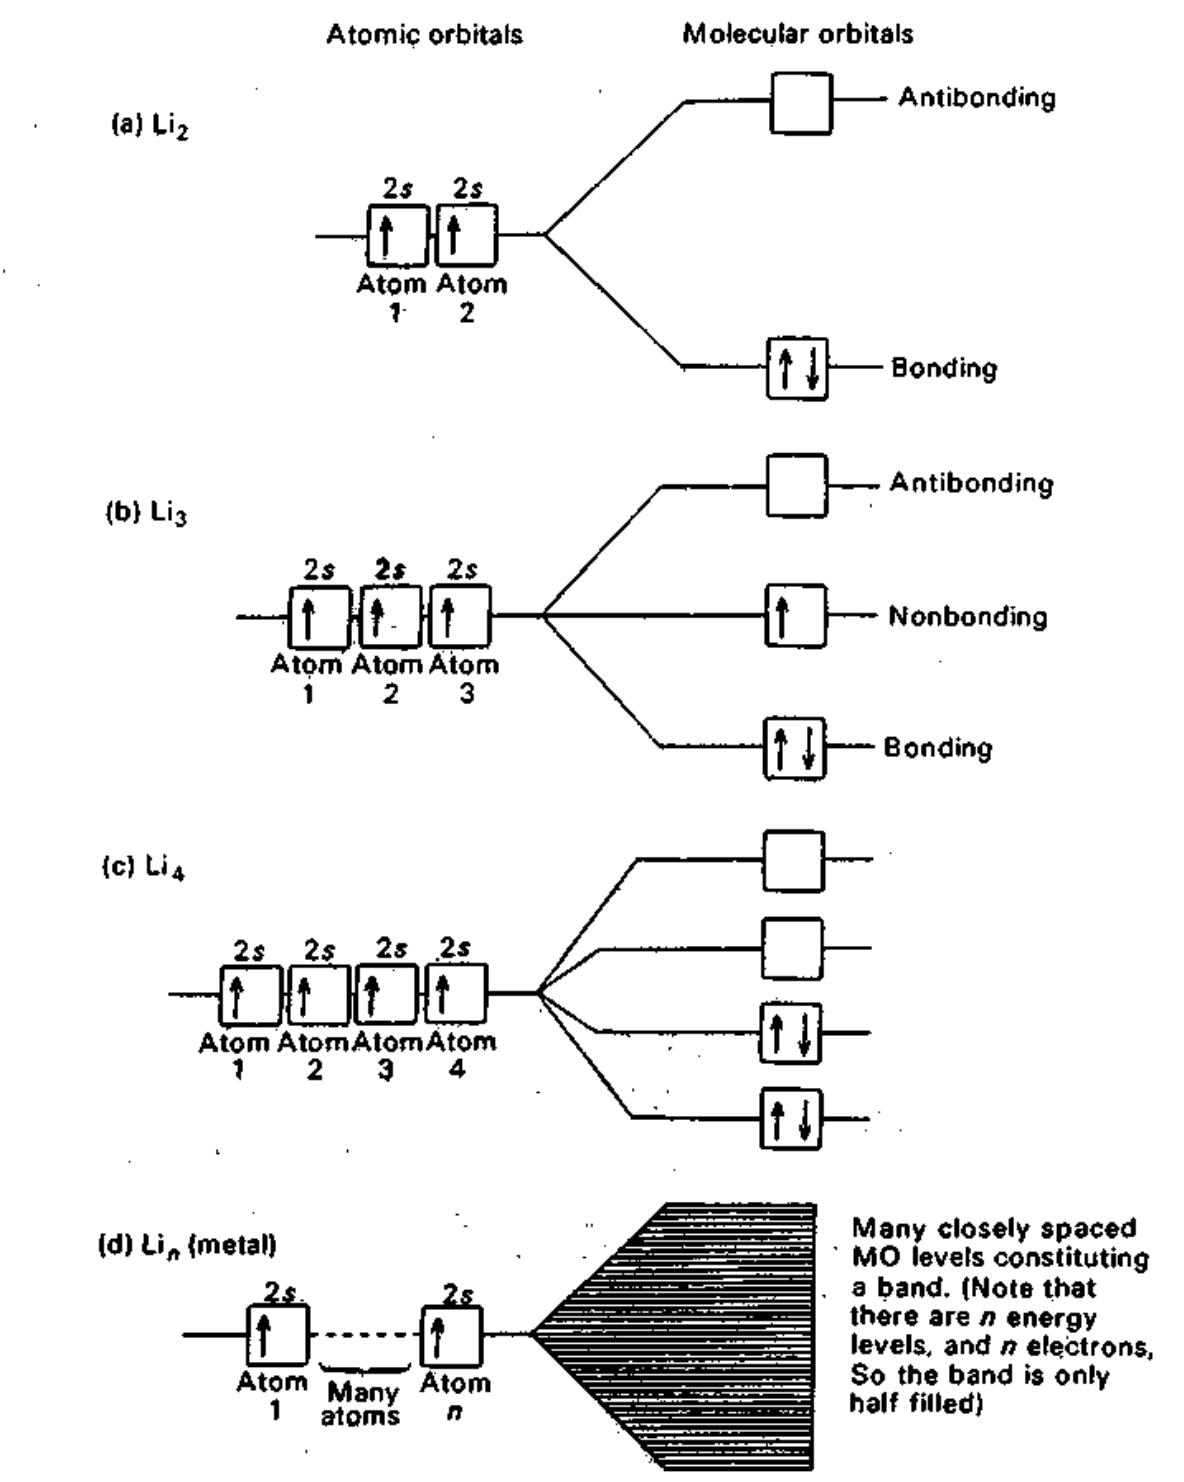 Atomic orbitals Molecular orbitals
Antibonding
(a) Li2
2s 2s
Atom Atom
1 2
Bonding
Antibonding
(b) Li3
2s 2s 2s
Nonbonding
Atom Atom Atom
1 2 3
Bonding
(c) Li4
2s 2s 2s 2s
Atom Atom Atom Atom
1 2 3 4
(d) Lin (metal)
2s 2s
Atom Many Atom
1 atoms n
Many closely spaced
MO levels constituting
a band. (Note that
there are n energy
levels, and n electrons,
So the band is only
half filled)